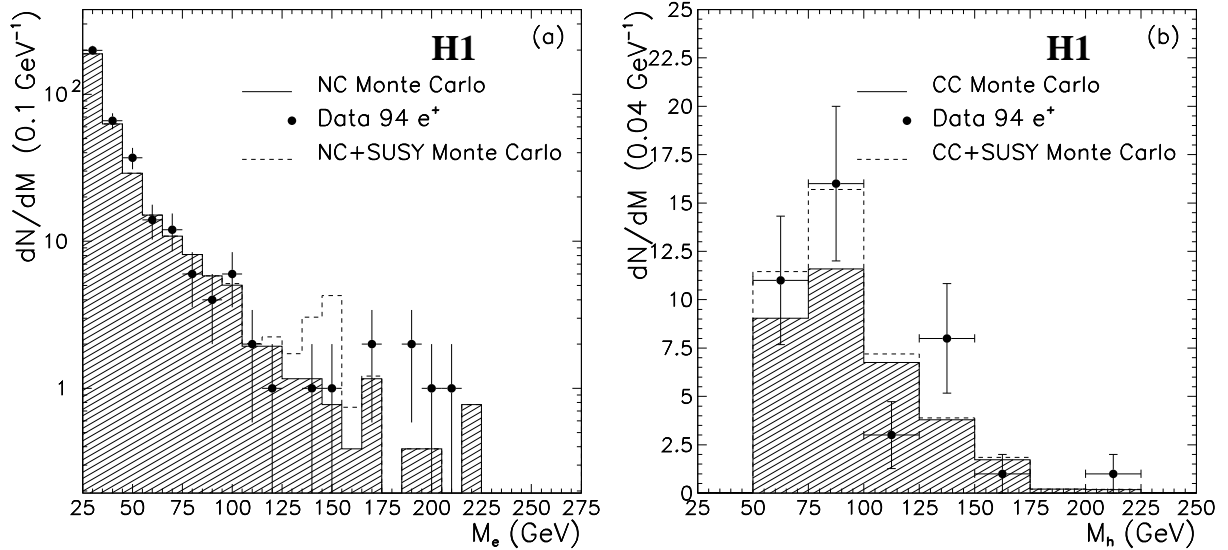 H1
(a)
NC Monte Carlo
Data 94 e⁺
NC+SUSY Monte Carlo
dN/dM (0.1 GeV⁻¹)
10²
10
1
25 50 75 100 125 150 175 200 225 250 275
Mₑ (GeV)
H1
(b)
CC Monte Carlo
Data 94 e⁺
CC+SUSY Monte Carlo
dN/dM (0.04 GeV⁻¹)
25
22.5
20
17.5
15
12.5
10
7.5
5
2.5
0
25 50 75 100 125 150 175 200 225 250
Mₕ (GeV)